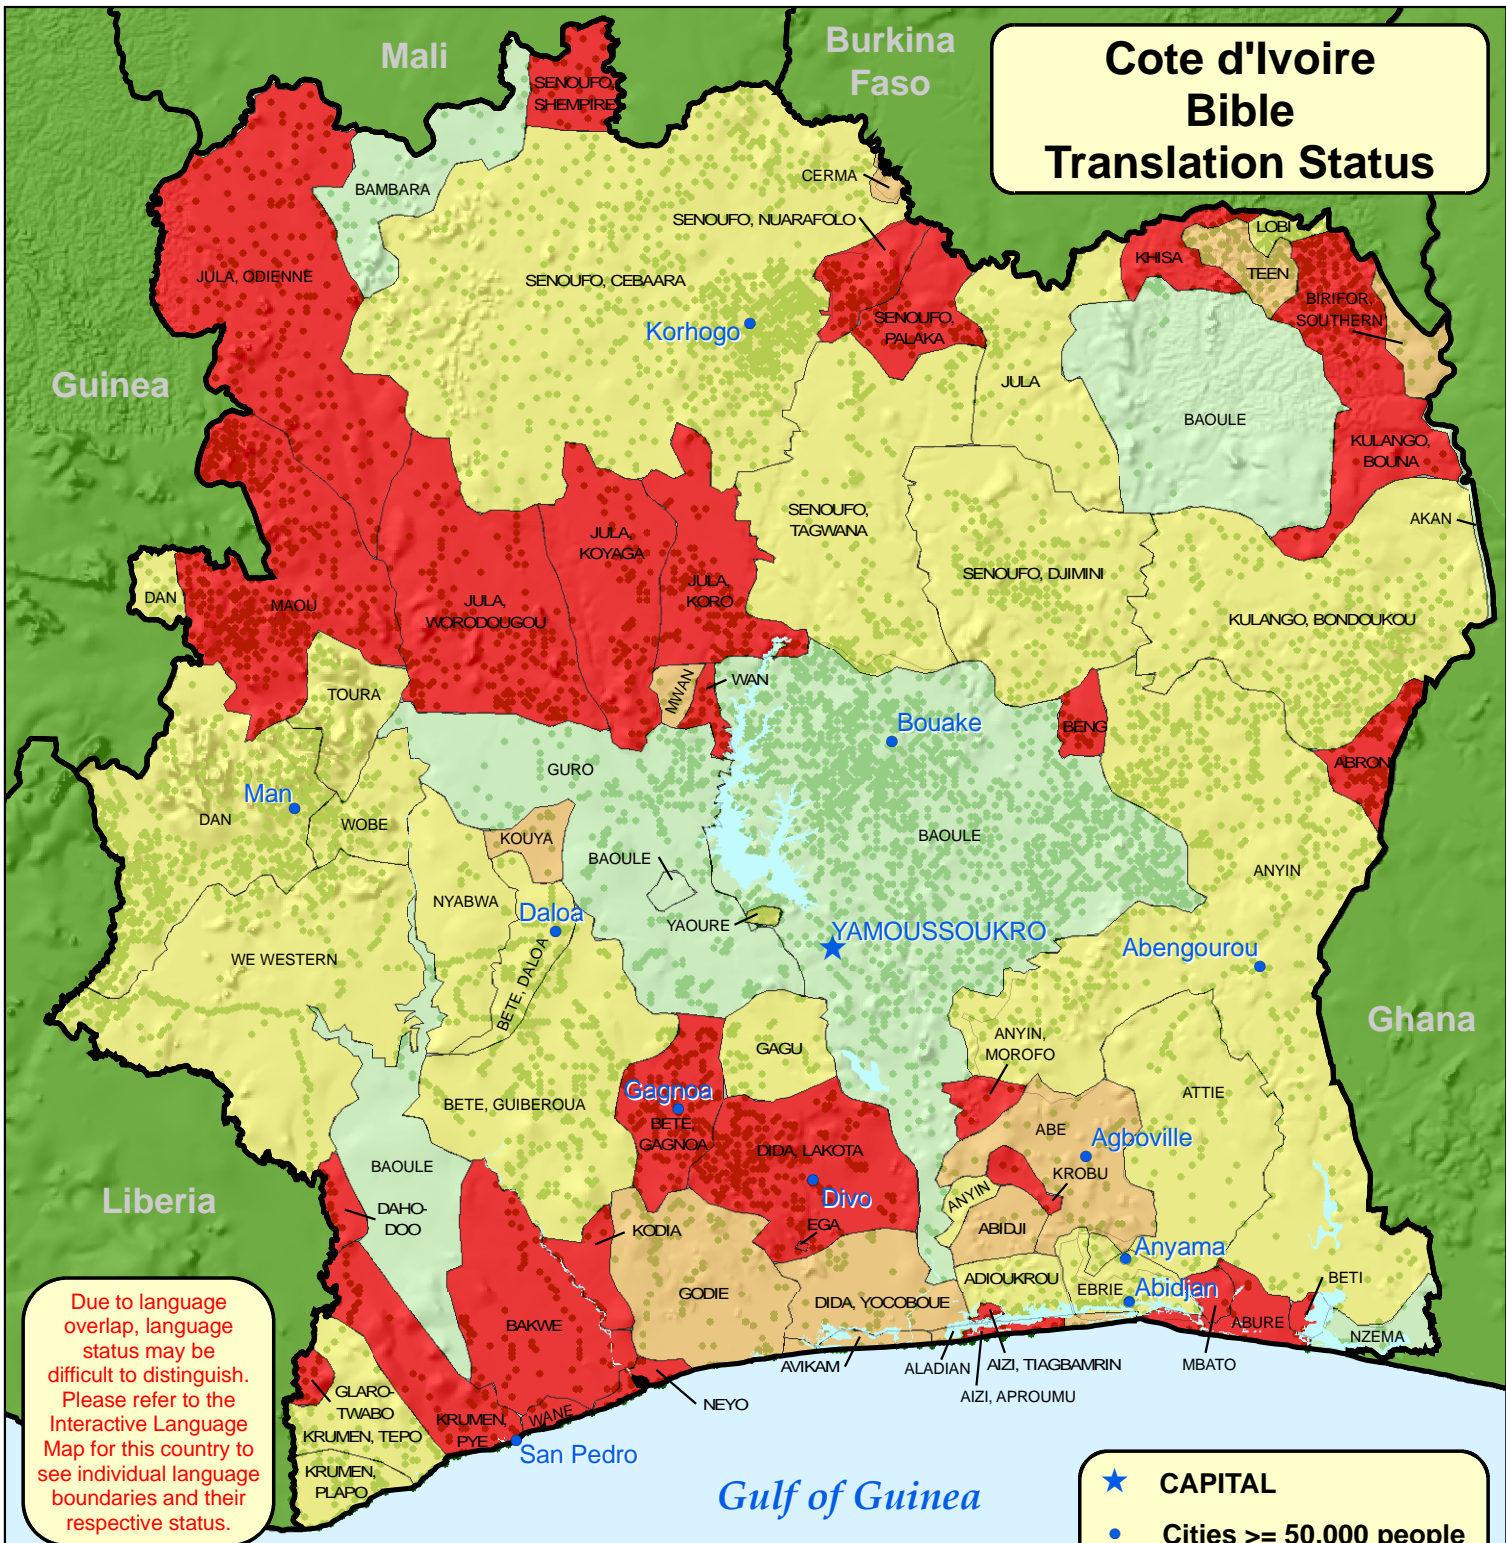 Mali
Burkina
Faso
Cote d'Ivoire
Bible
Translation Status
SENOUFO,
SHEMPIRE
CERMA
BAMBARA
SENOUFO, NUARAFOLO
LOBI
KHISA
TEEN
JULA, ODIENNE
SENOUFO, CEBAARA
BIRIFOR,
SOUTHERN
Korhogo
SENOUFO,
PALAKA
Guinea
JULA
BAOULE
KULANGO,
BOUNA
SENOUFO,
TAGWANA
AKAN
JULA,
KOYAGA
SENOUFO, DJIMINI
JULA,
KORO
DAN
MAOU
JULA,
WORODOUGOU
KULANGO, BONDOUKOU
TOURA
MWAN
WAN
Bouake
BENG
ABRON
GURO
Man
DAN
WOBE
KOUYA
BAOULE
BAOULE
ANYIN
NYABWA
Daloa
YAOURE
YAMOUSSOUKRO
Abengourou
WE WESTERN
BETE, DALOA
Ghana
ANYIN,
MOROFO
GAGU
Gagnoa
BETE, GUIBEROUA
ATTIE
BETE,
GAGNOA
ABE
Agboville
DIDA, LAKOTA
BAOULE
KROBU
Liberia
Divo
ANYIN
DAHO-
DOO
EGA
KODIA
ABIDJI
Anyama
ADIOUKROU
BETI
GODIE
EBRIE
Abidjan
DIDA, YOCOBOUE
BAKWE
ABURE
NZEMA
AVIKAM
ALADIAN
AIZI, TIAGBAMRIN
MBATO
AIZI, APROUMU
GLARO-
TWABO
NEYO
KRUMEN,
PYE
WANE
KRUMEN, TEPO
San Pedro
KRUMEN,
PLAPO
Gulf of Guinea
Due to language
overlap, language
status may be
difficult to distinguish.
Please refer to the
Interactive Language
Map for this country to
see individual language
boundaries and their
respective status.
CAPITAL
Cities >= 50,000 people